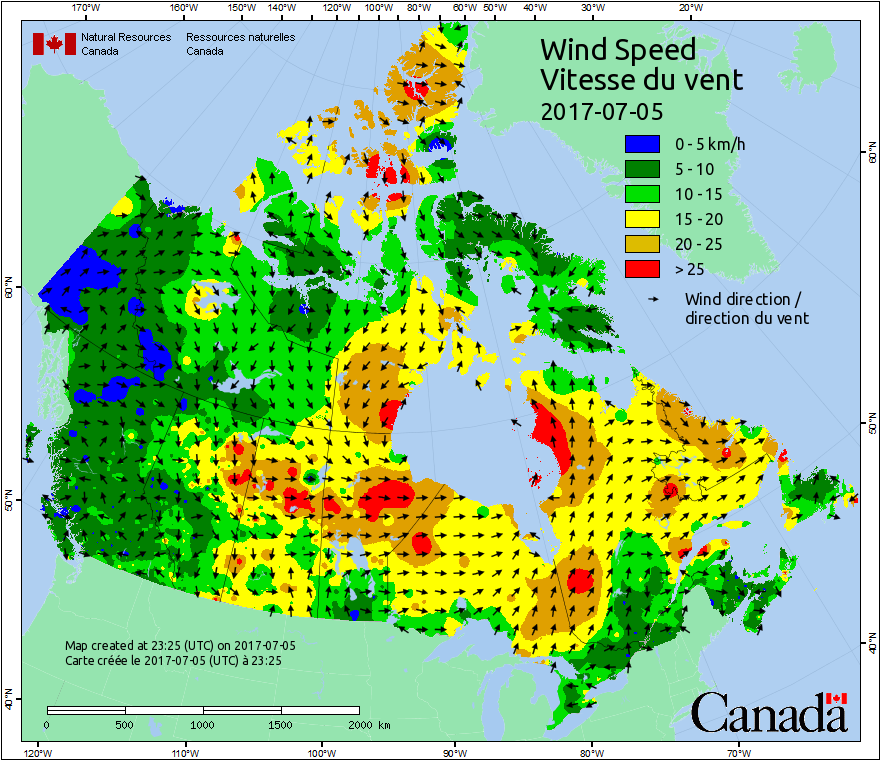 170°W 160°W 150°W 140°W 130°W 120°W 110°W 100°W 90°W 80°W 70°W 60°W 50°W 40°W 30°W 20°W
Natural Resources Canada
Ressources naturelles Canada
Wind Speed
Vitesse du vent
2017-07-05
0 - 5 km/h
5 - 10
10 - 15
15 - 20
20 - 25
> 25
Wind direction /
direction du vent
60°N
50°N
40°N
60°N
50°N
40°N
Map created at 23:25 (UTC) on 2017-07-05
Carte créée le 2017-07-05 (UTC) à 23:25
0 500 1000 1500 2000 km
Canada
120°W 110°W 100°W 90°W 80°W 70°W